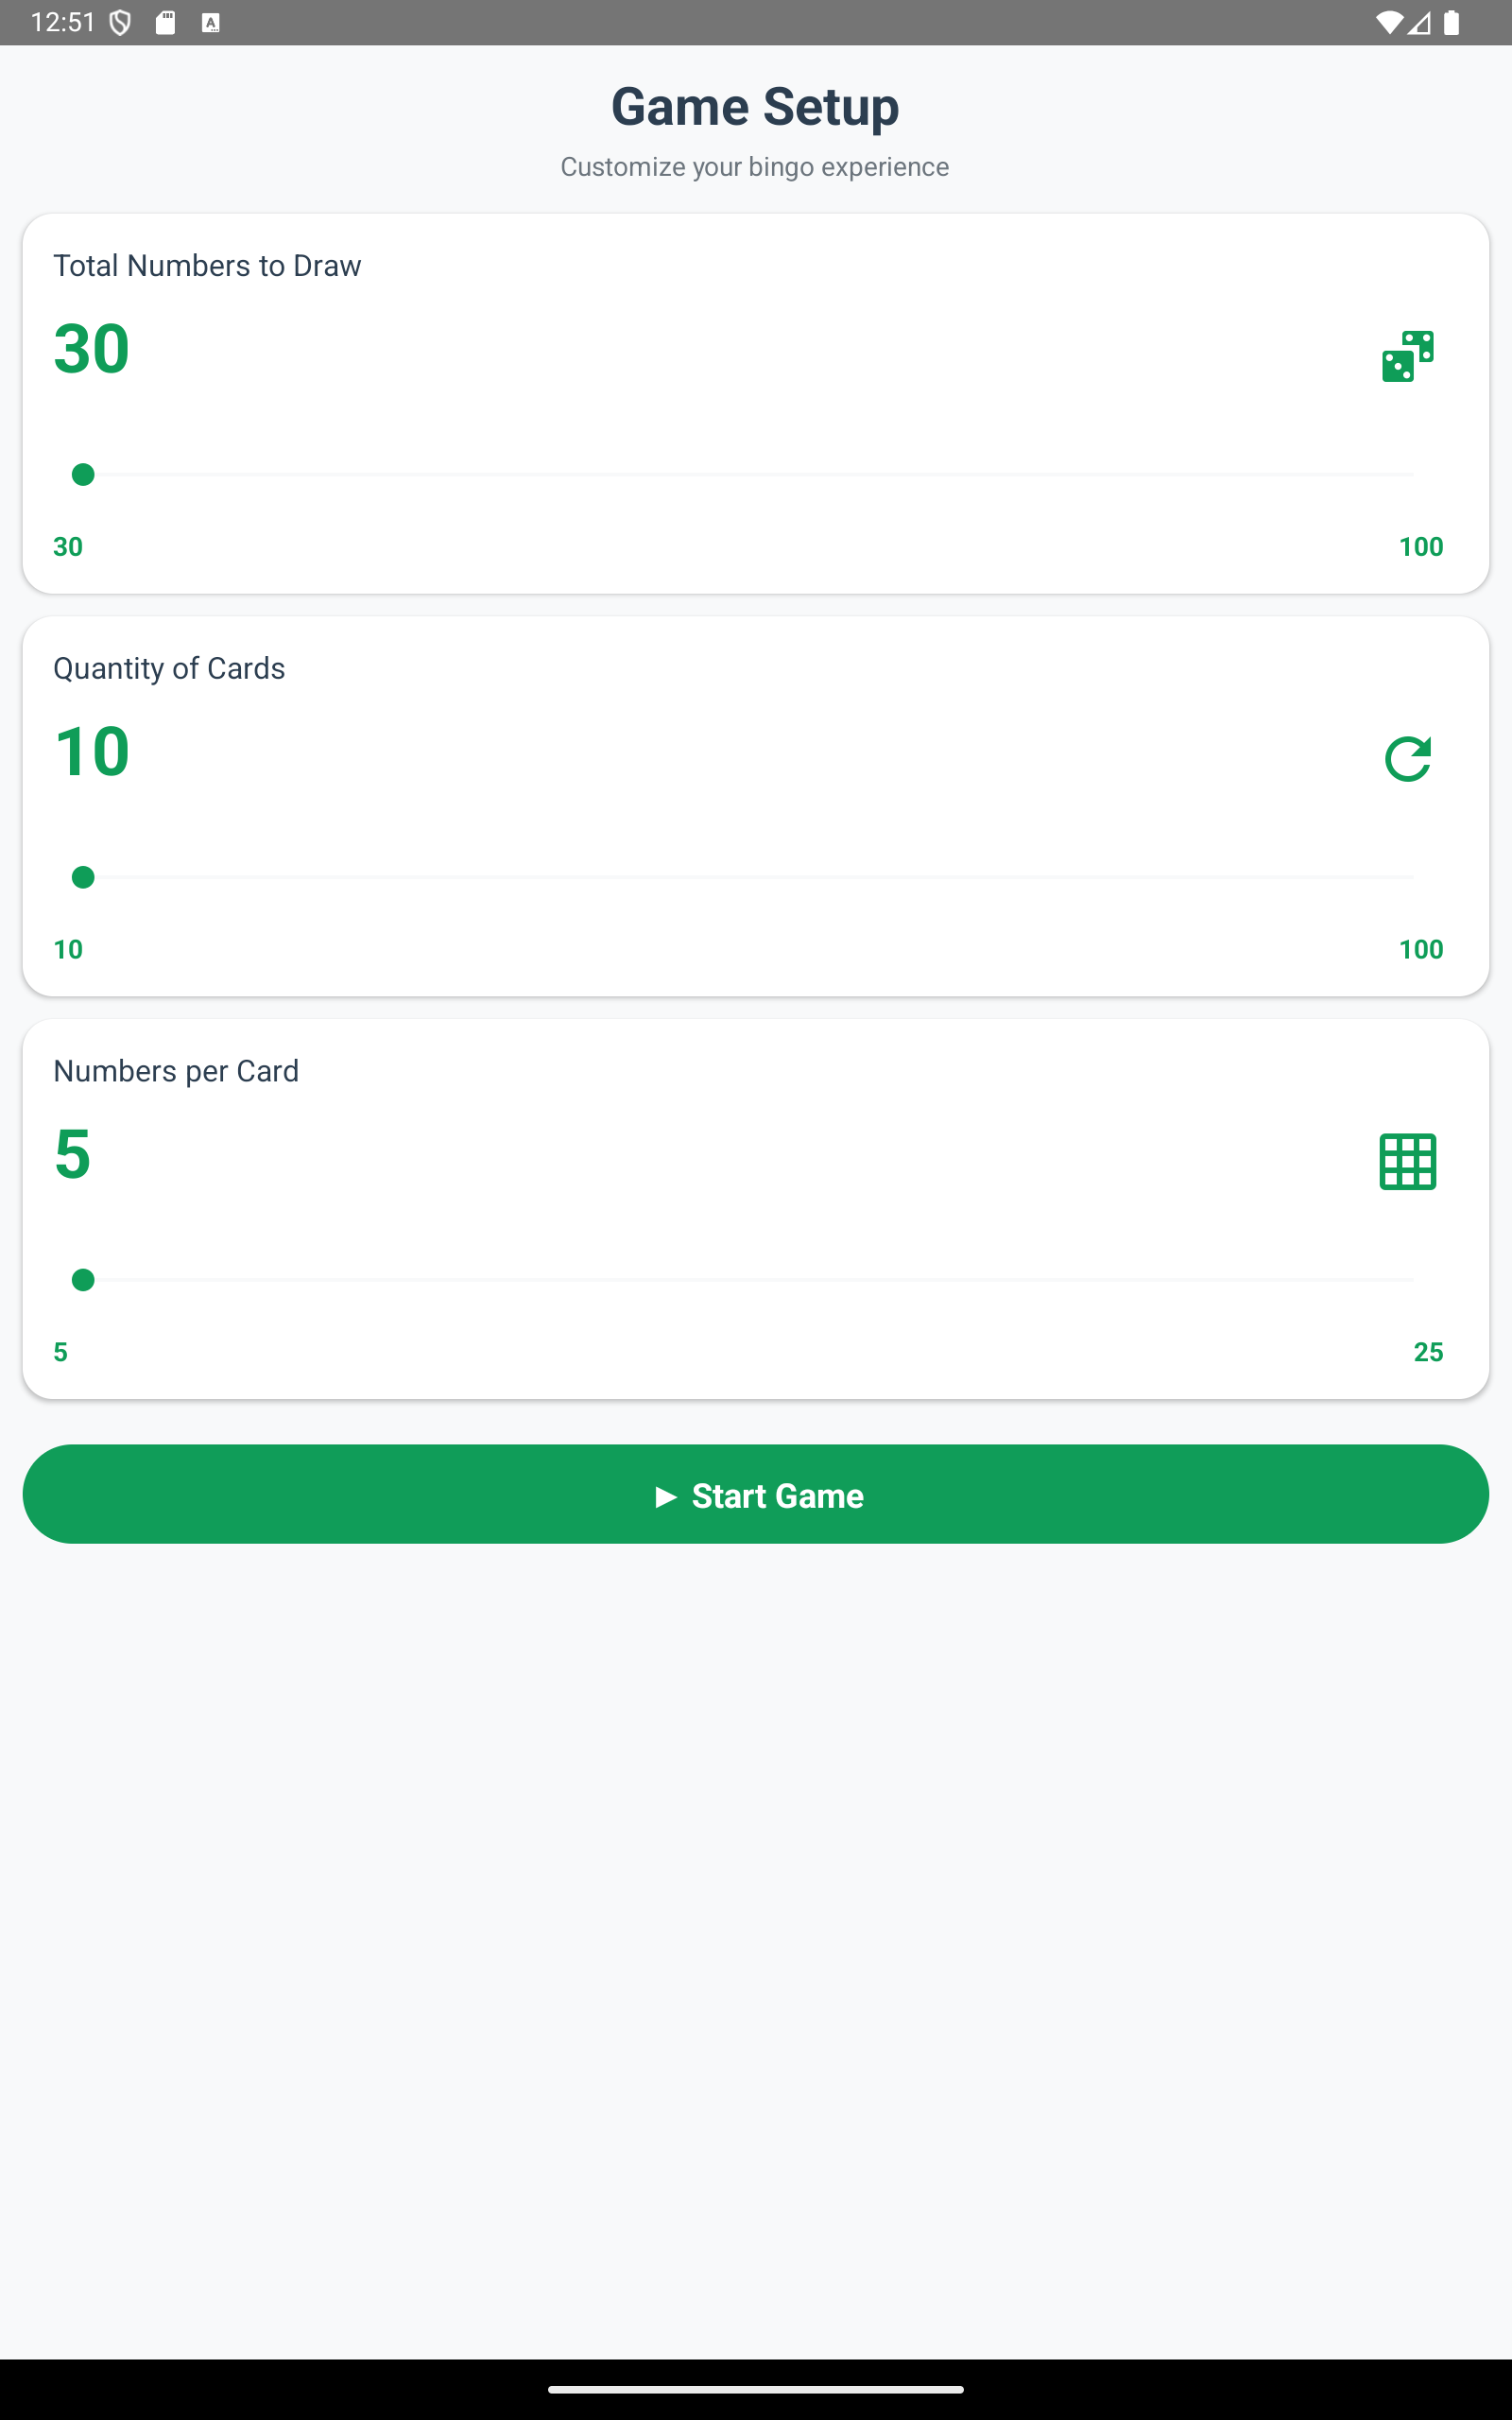 12:51
Game Setup
Customize your bingo experience
Total Numbers to Draw
30
30 100
Quantity of Cards
10
10 100
Numbers per Card
5
5 25
▶ Start Game